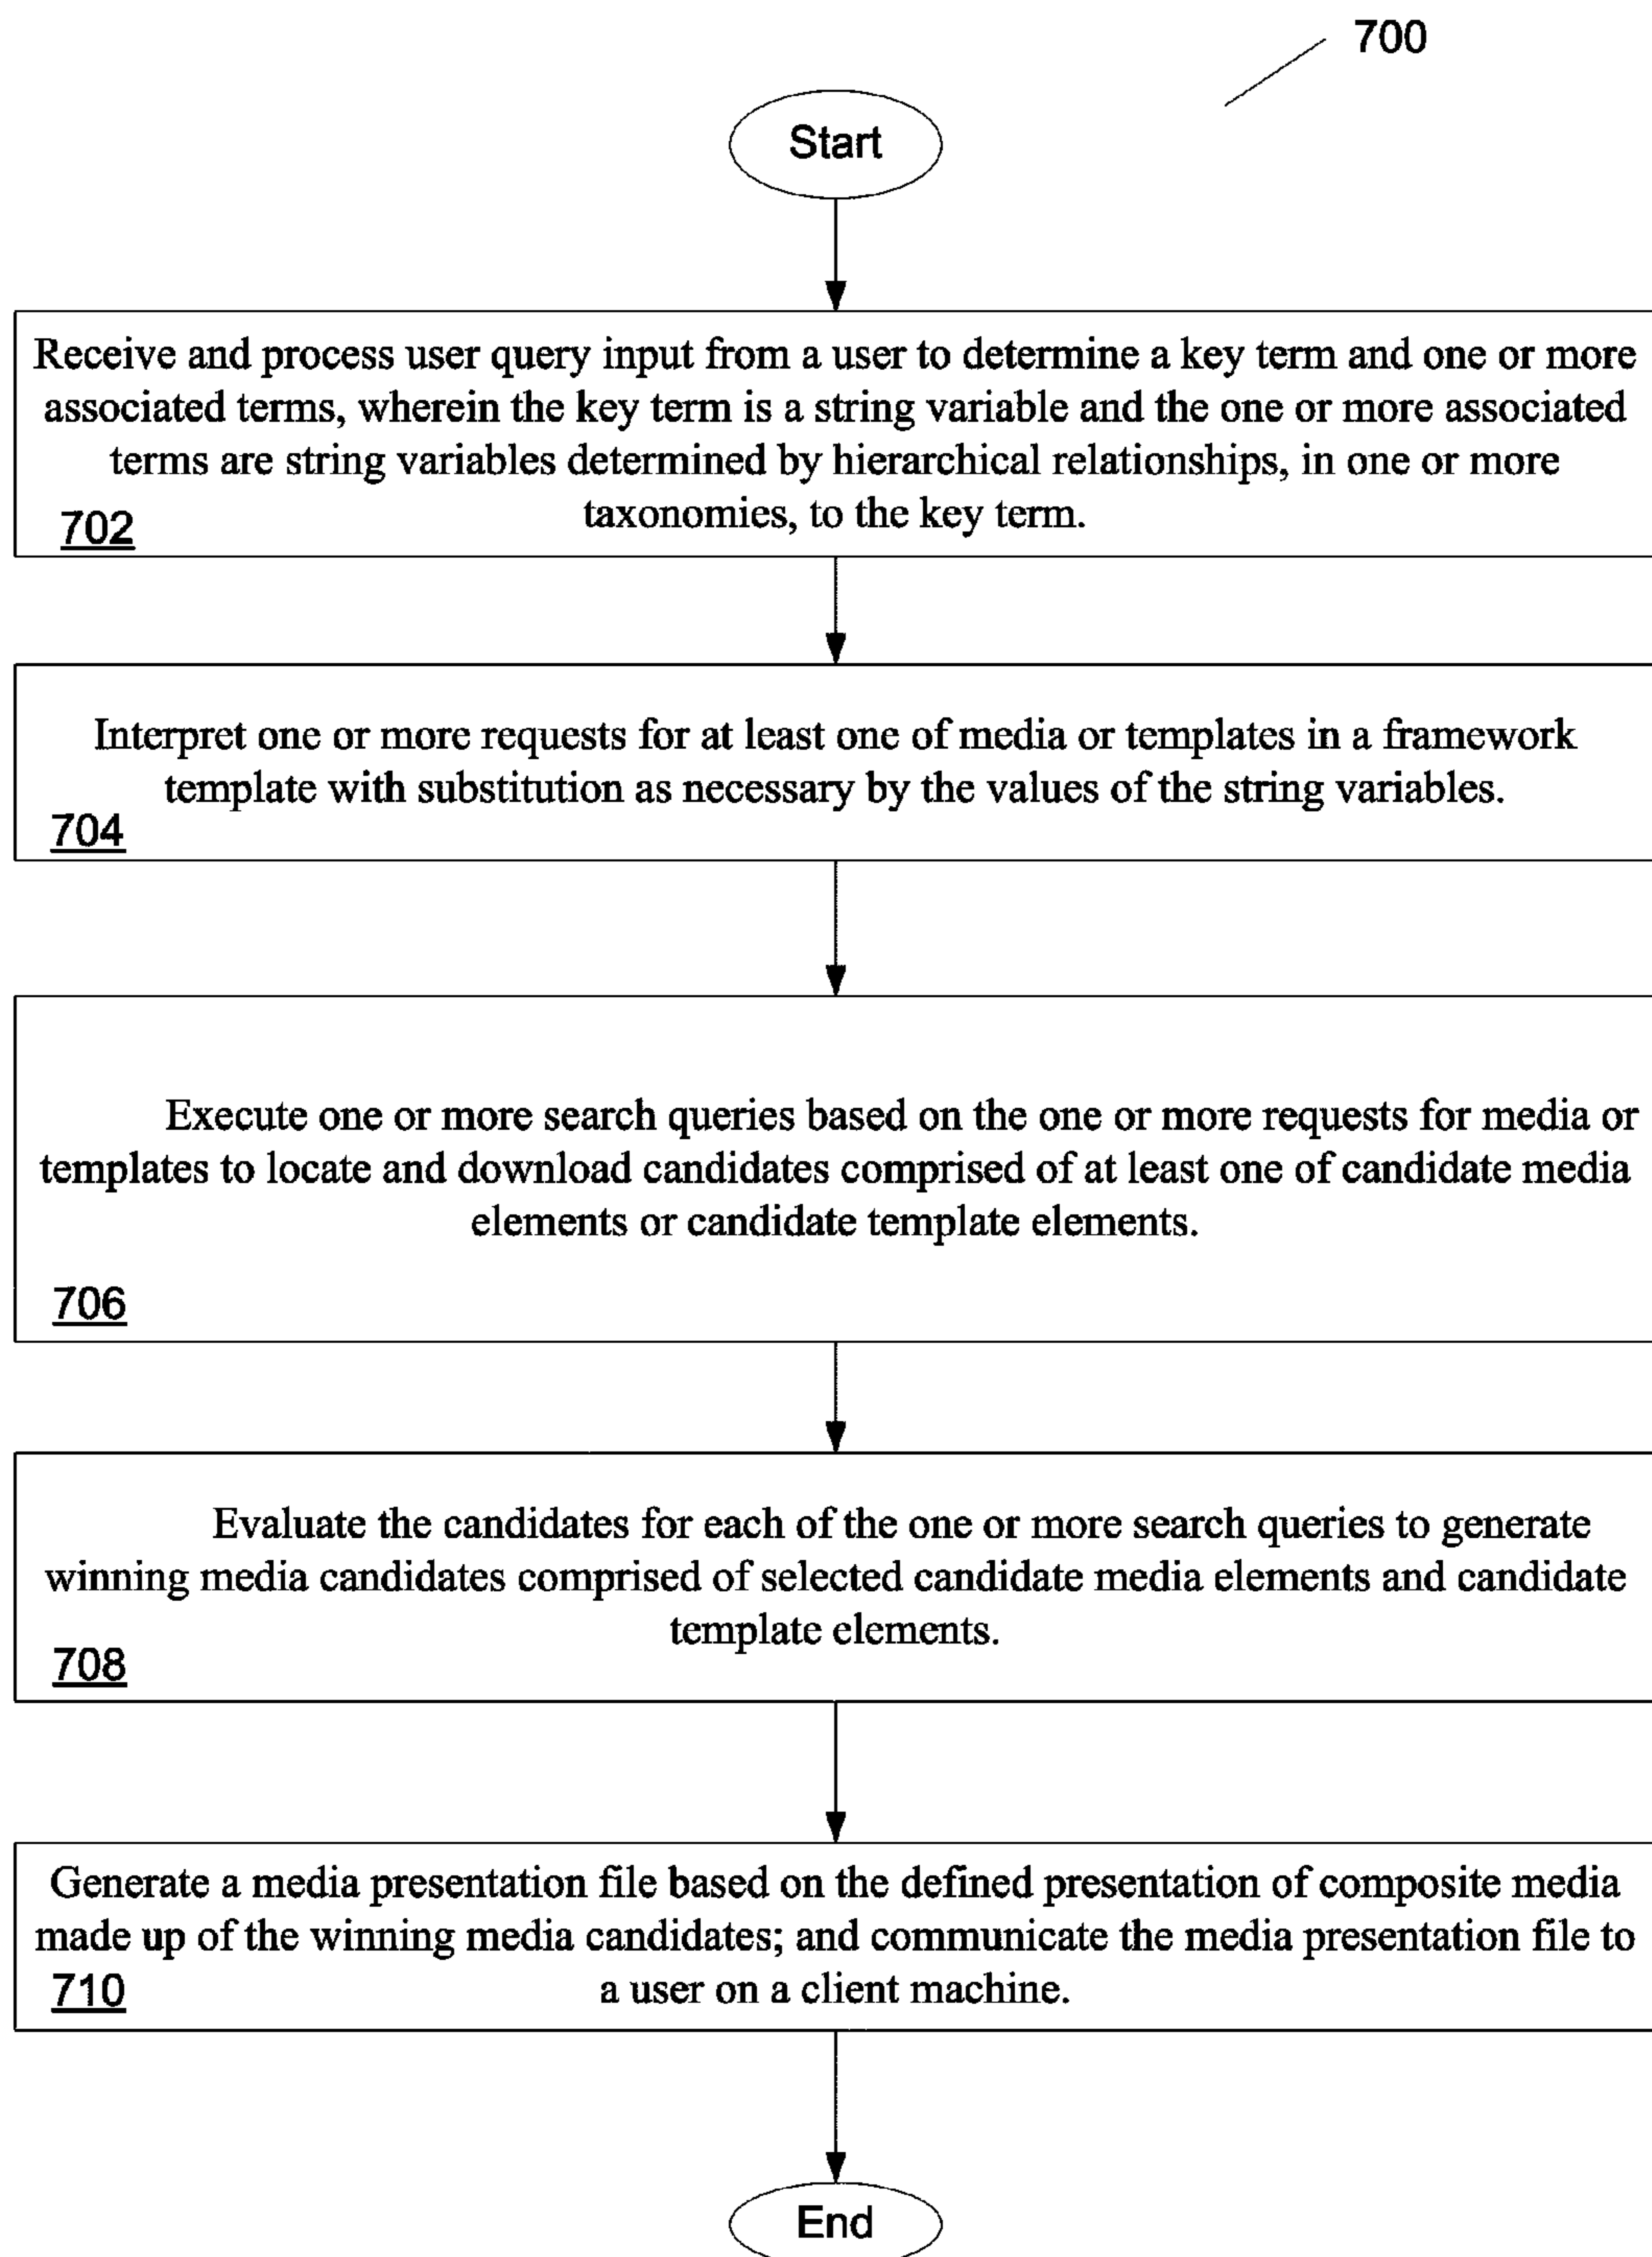 700
Start
Receive and process user query input from a user to determine a key term and one or more
associated terms, wherein the key term is a string variable and the one or more associated
terms are string variables determined by hierarchical relationships, in one or more
taxonomies, to the key term.
702
Interpret one or more requests for at least one of media or templates in a framework
template with substitution as necessary by the values of the string variables.
704
Execute one or more search queries based on the one or more requests for media or
templates to locate and download candidates comprised of at least one of candidate media
elements or candidate template elements.
706
Evaluate the candidates for each of the one or more search queries to generate
winning media candidates comprised of selected candidate media elements and candidate
template elements.
708
Generate a media presentation file based on the defined presentation of composite media
made up of the winning media candidates; and communicate the media presentation file to
a user on a client machine.
710
End